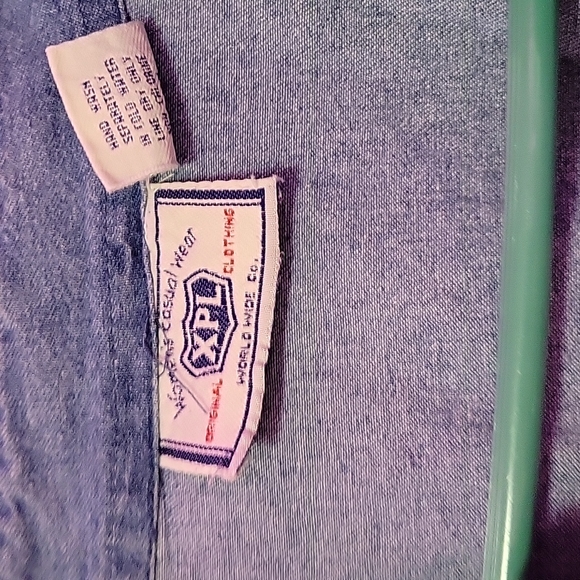 HAND WASH
SEPARATELY
IN COLD WATER
LINE DRY ONLY
Women's Casual Wear
ORIGINAL CLOTHING
XPL
WORLD WIDE CO.